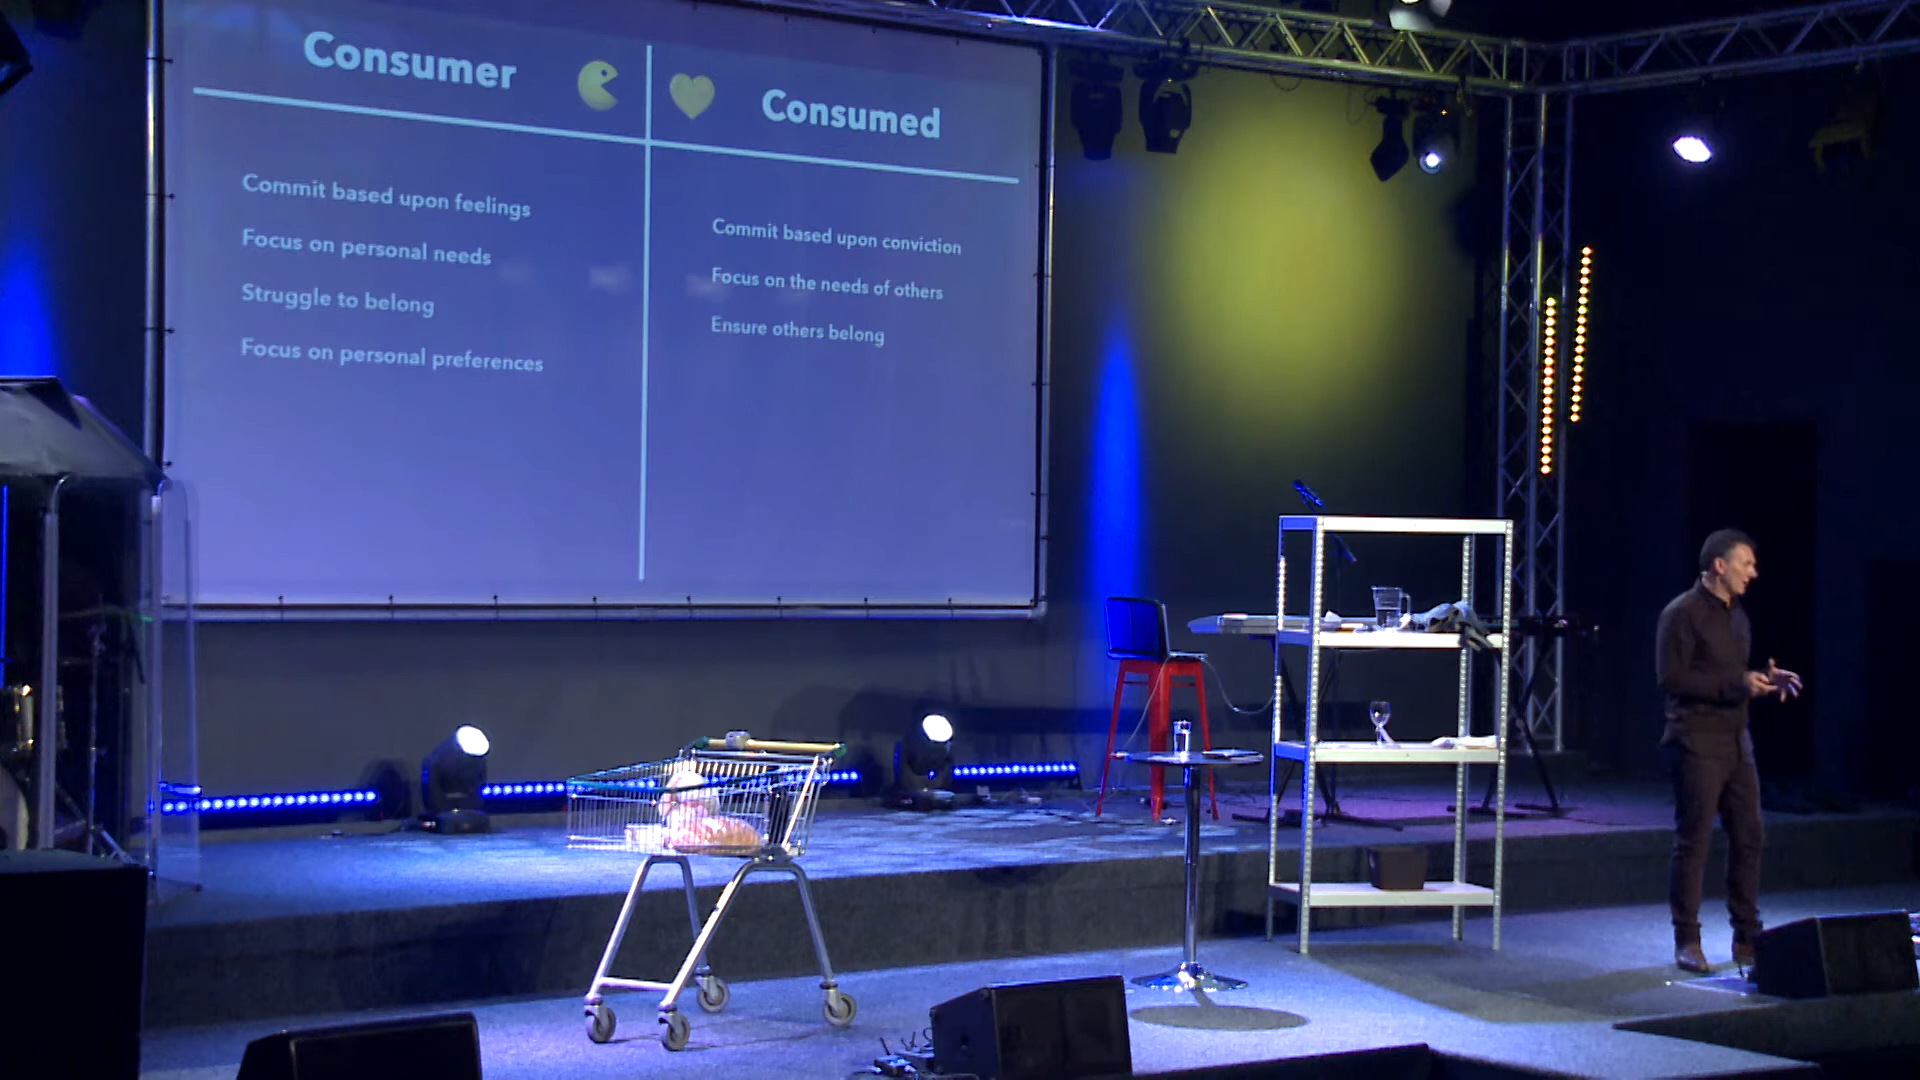 Consumer
Consumed
Commit based upon feelings
Focus on personal needs
Struggle to belong
Focus on personal preferences
Commit based upon conviction
Focus on the needs of others
Ensure others belong